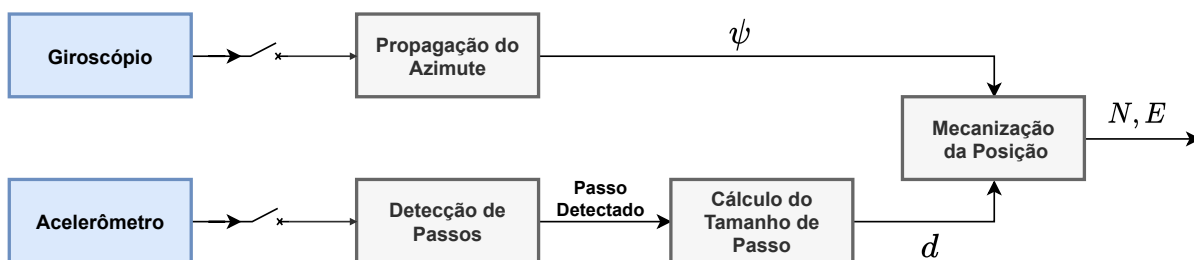 Giroscópio
Propagação do
Azimute
ψ
Mecanização
da Posição
N, E
Acelerômetro
Detecção de
Passos
Passo
Detectado
Cálculo do
Tamanho de
Passo
d